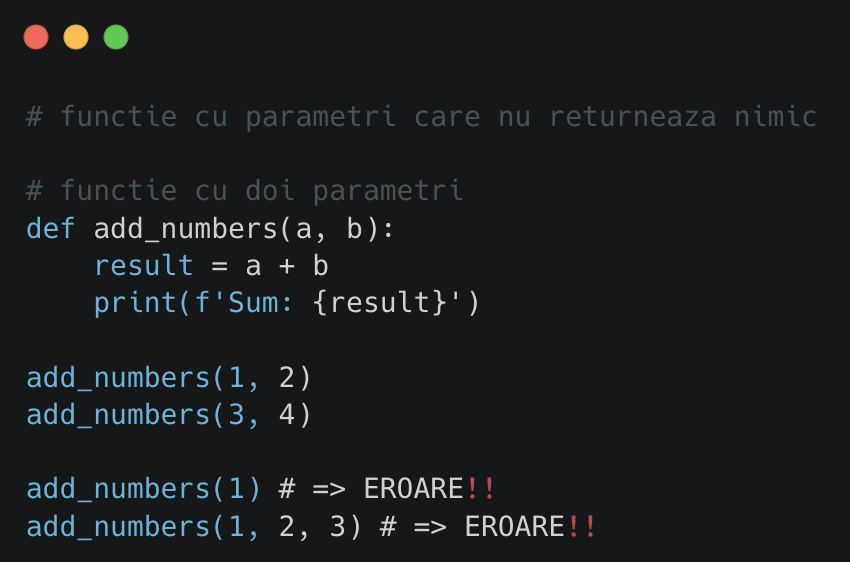 # functie cu parametri care nu returneaza nimic
# functie cu doi parametri
def add_numbers(a, b):
    result = a + b
    print(f'Sum: {result}')
add_numbers(1, 2)
add_numbers(3, 4)
add_numbers(1) # => EROARE!!
add_numbers(1, 2, 3) # => EROARE!!